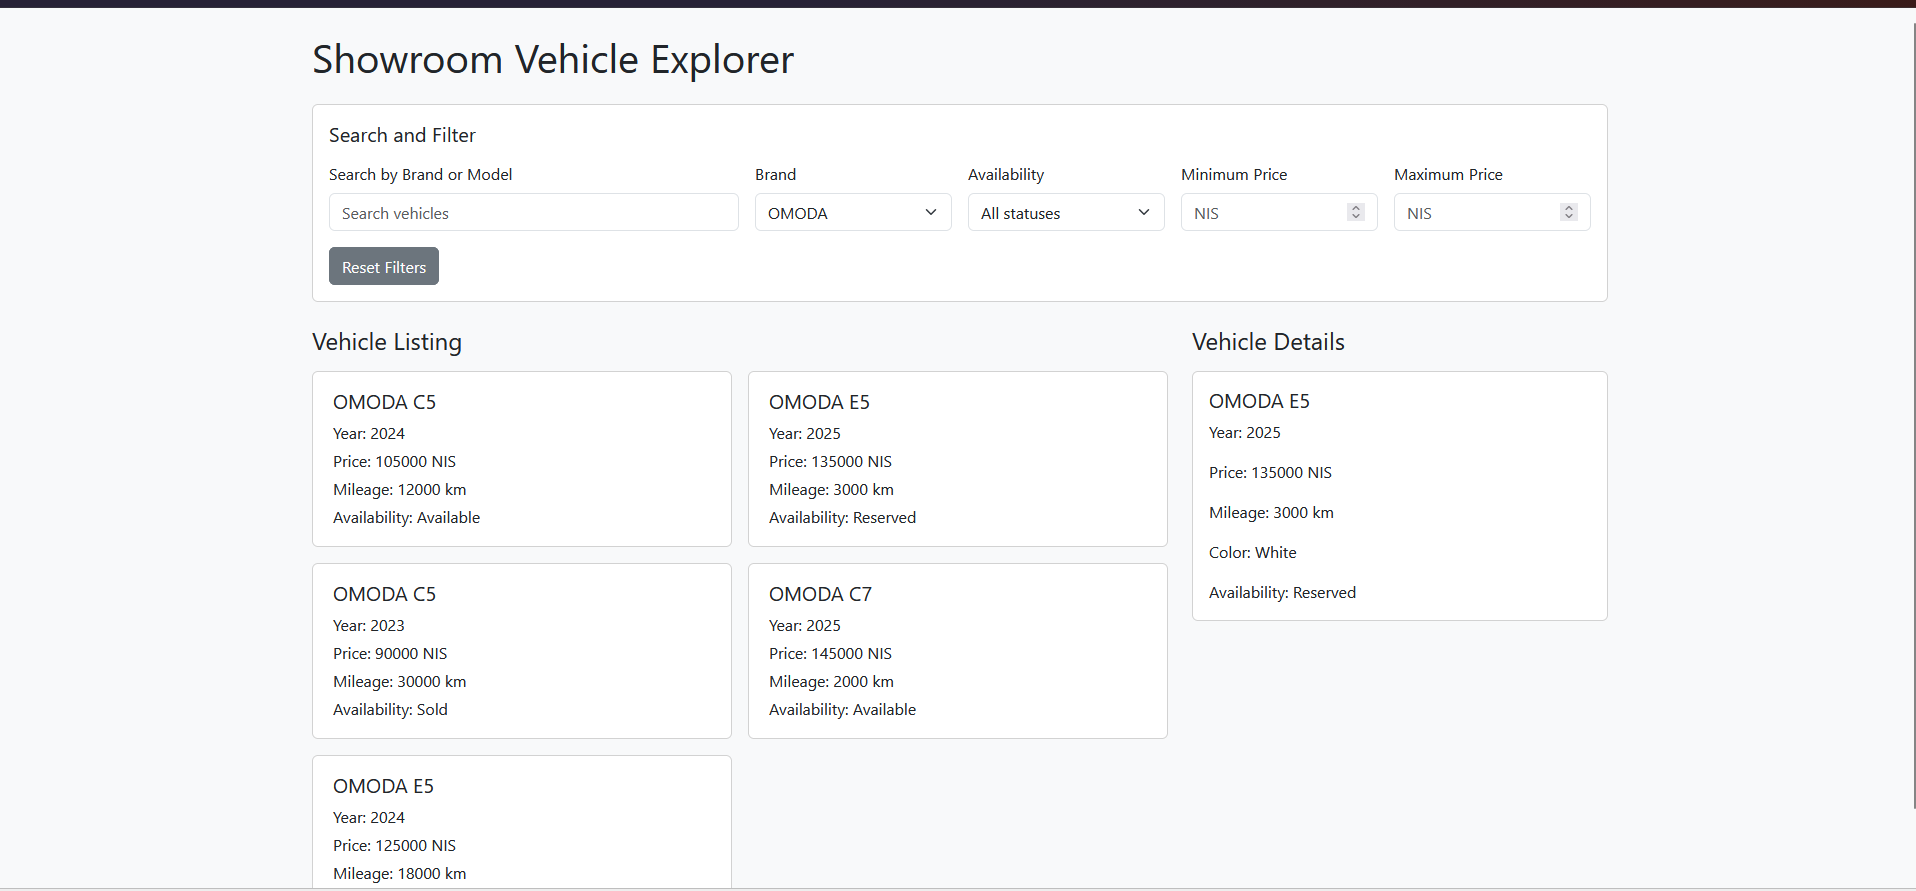 Showroom Vehicle Explorer
Search and Filter
Search by Brand or Model
Brand
Availability
Minimum Price
Maximum Price
Search vehicles
OMODA
All statuses
NIS
NIS
Reset Filters
Vehicle Listing
OMODA C5
Year: 2024
Price: 105000 NIS
Mileage: 12000 km
Availability: Available
OMODA E5
Year: 2025
Price: 135000 NIS
Mileage: 3000 km
Availability: Reserved
OMODA C5
Year: 2023
Price: 90000 NIS
Mileage: 30000 km
Availability: Sold
OMODA C7
Year: 2025
Price: 145000 NIS
Mileage: 2000 km
Availability: Available
OMODA E5
Year: 2024
Price: 125000 NIS
Mileage: 18000 km
Vehicle Details
OMODA E5
Year: 2025
Price: 135000 NIS
Mileage: 3000 km
Color: White
Availability: Reserved